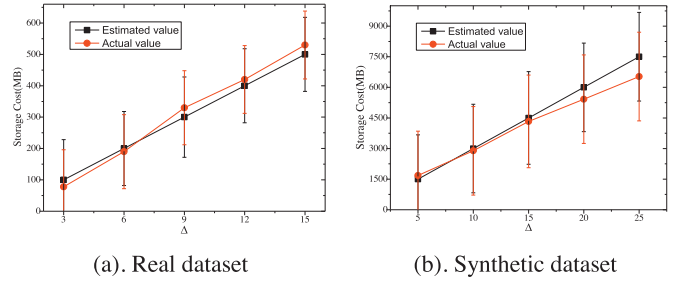 Storage Cost(MB)
600
500
400
300
200
100
0
3 6 9 12 15
Δ
Estimated value
Actual value
(a). Real dataset
Storage Cost(MB)
9000
7500
6000
4500
3000
1500
0
5 10 15 20 25
Δ
Estimated value
Actual value
(b). Synthetic dataset